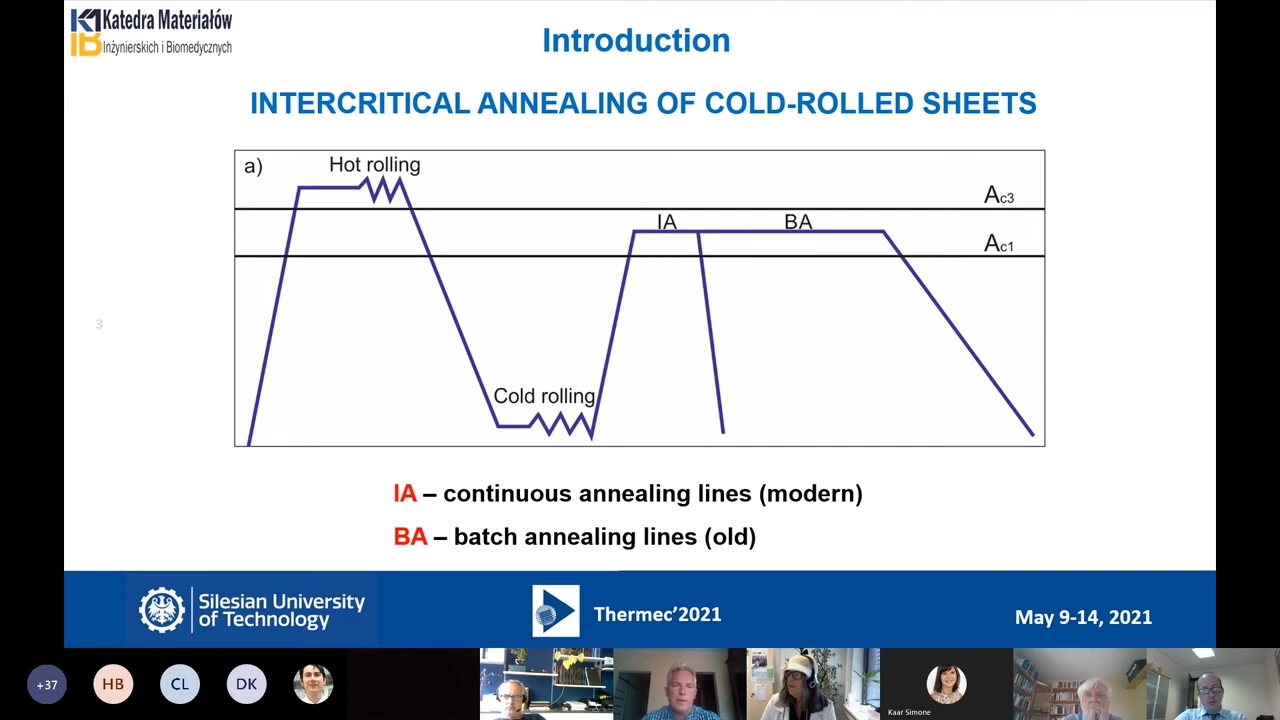 K1 Katedra Materiałów
IB Inżynierskich i Biomedycznych
Introduction
INTERCRITICAL ANNEALING OF COLD-ROLLED SHEETS
a)
Hot rolling
Ac3
IA
BA
Ac1
3
Cold rolling
IA – continuous annealing lines (modern)
BA – batch annealing lines (old)
Silesian University
of Technology
Thermec’2021
May 9-14, 2021
+37
HB
CL
DK
Kaar Simone